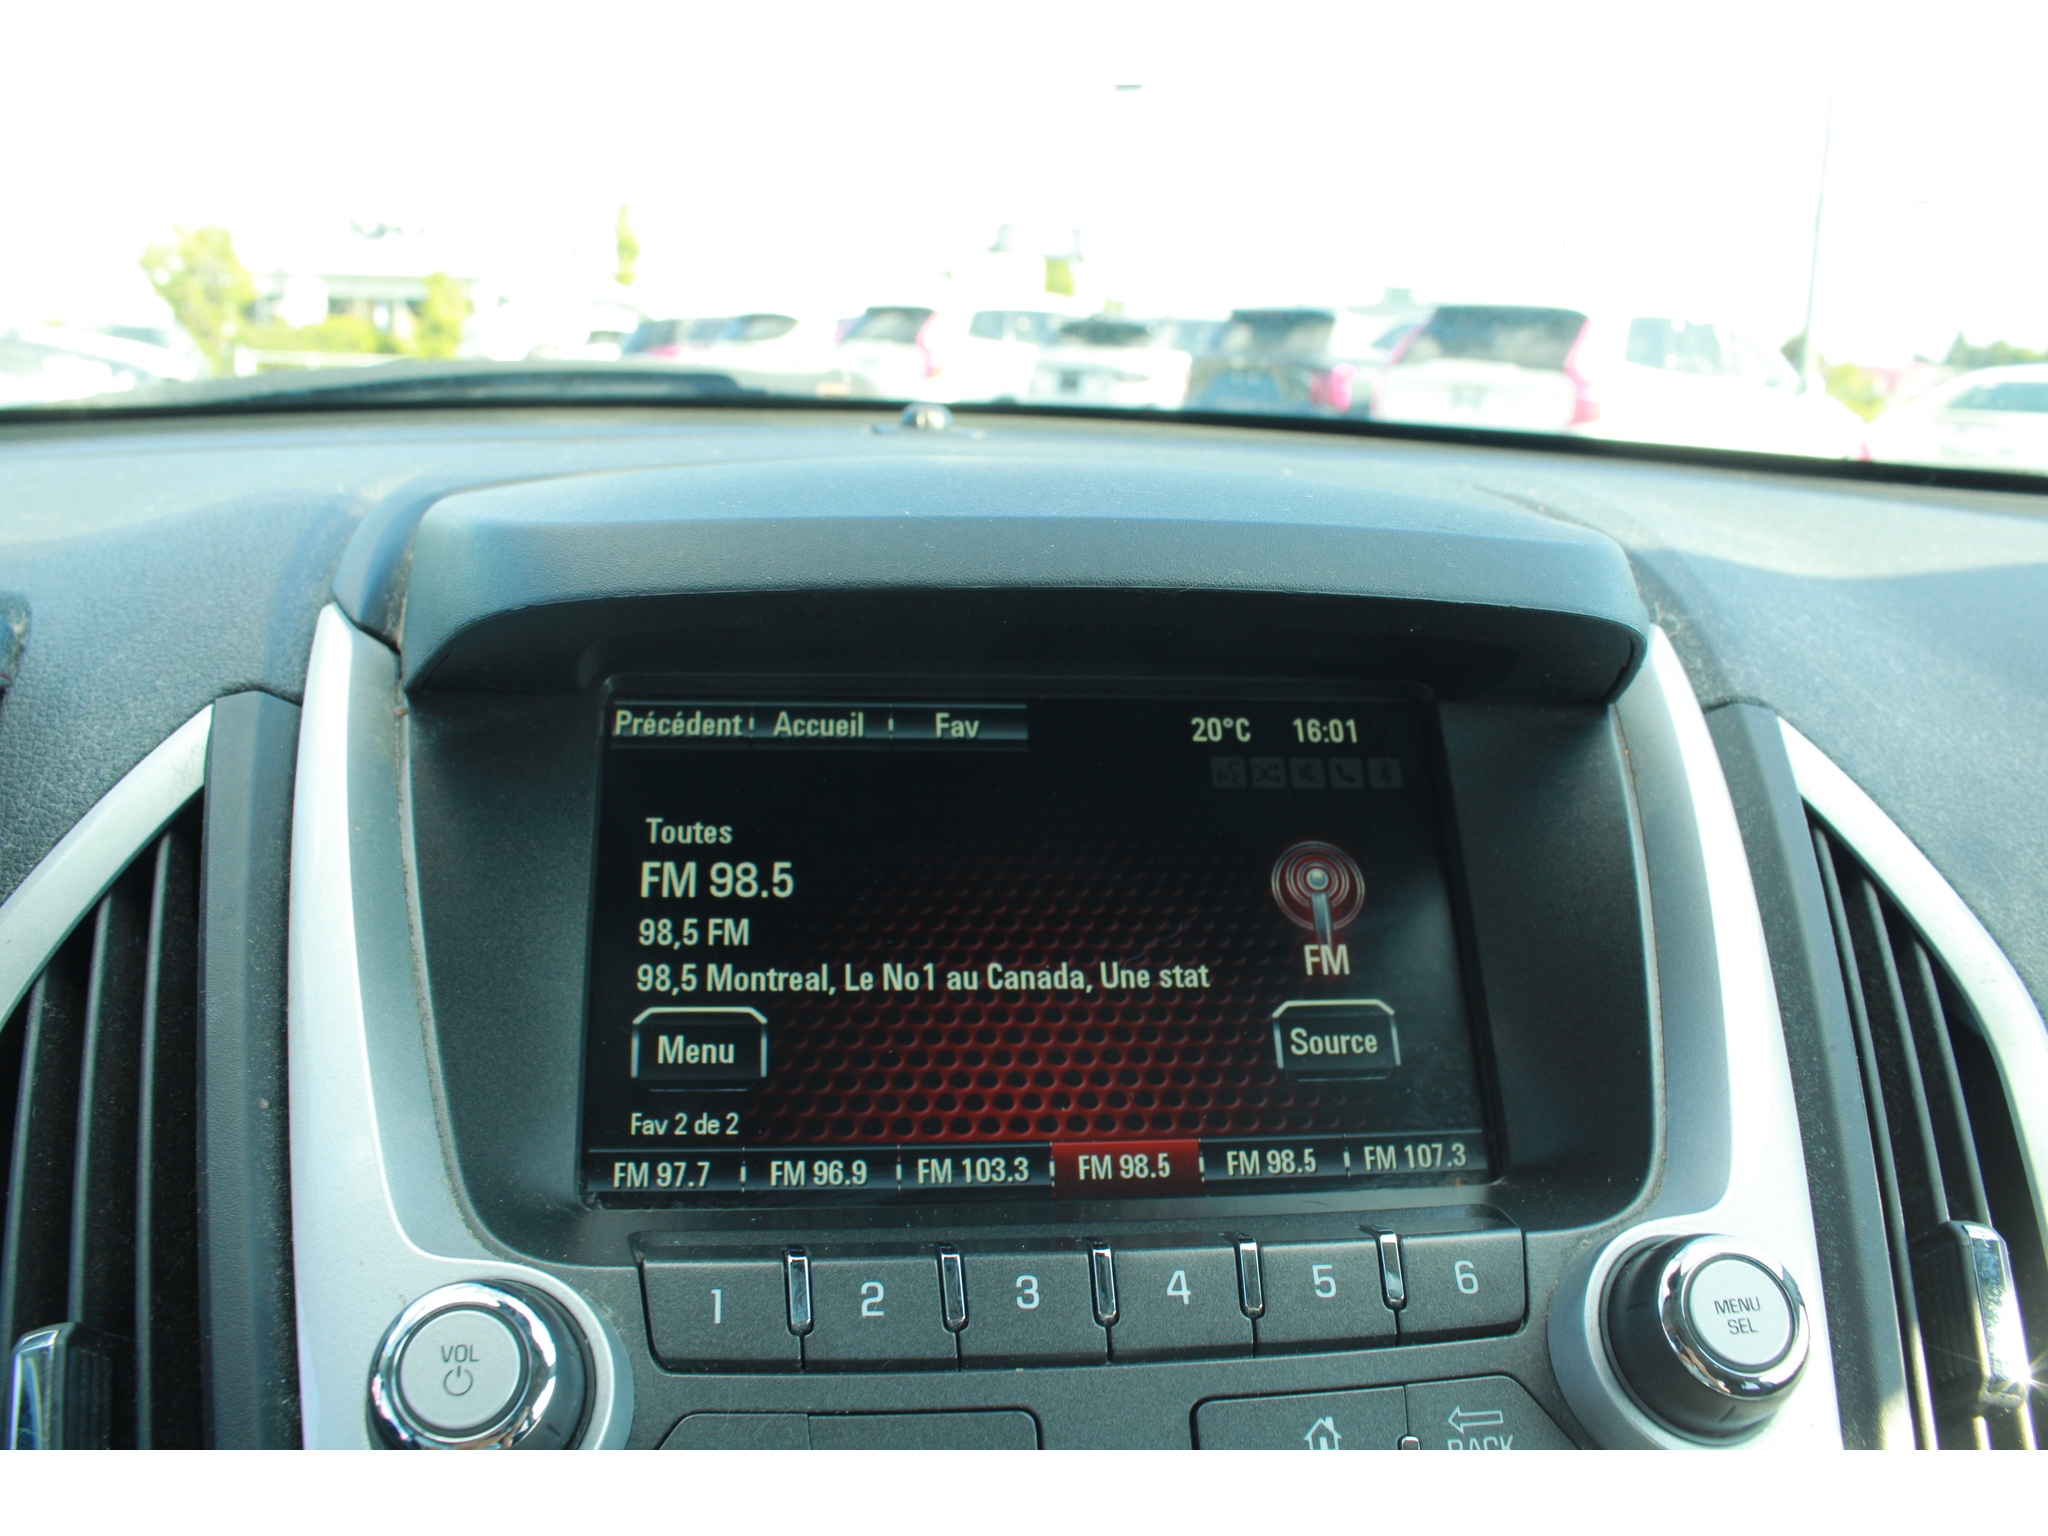 Précédent Accueil Fav 20°C 16:01
Toutes
FM 98.5
98,5 FM
98,5 Montreal, Le No1 au Canada, Une stat
FM
Menu Source
Fav 2 de 2
FM 97.7 FM 96.9 FM 103.3 FM 98.5 FM 98.5 FM 107.3
1 2 3 4 5 6
VOL
MENU
SEL
BACK